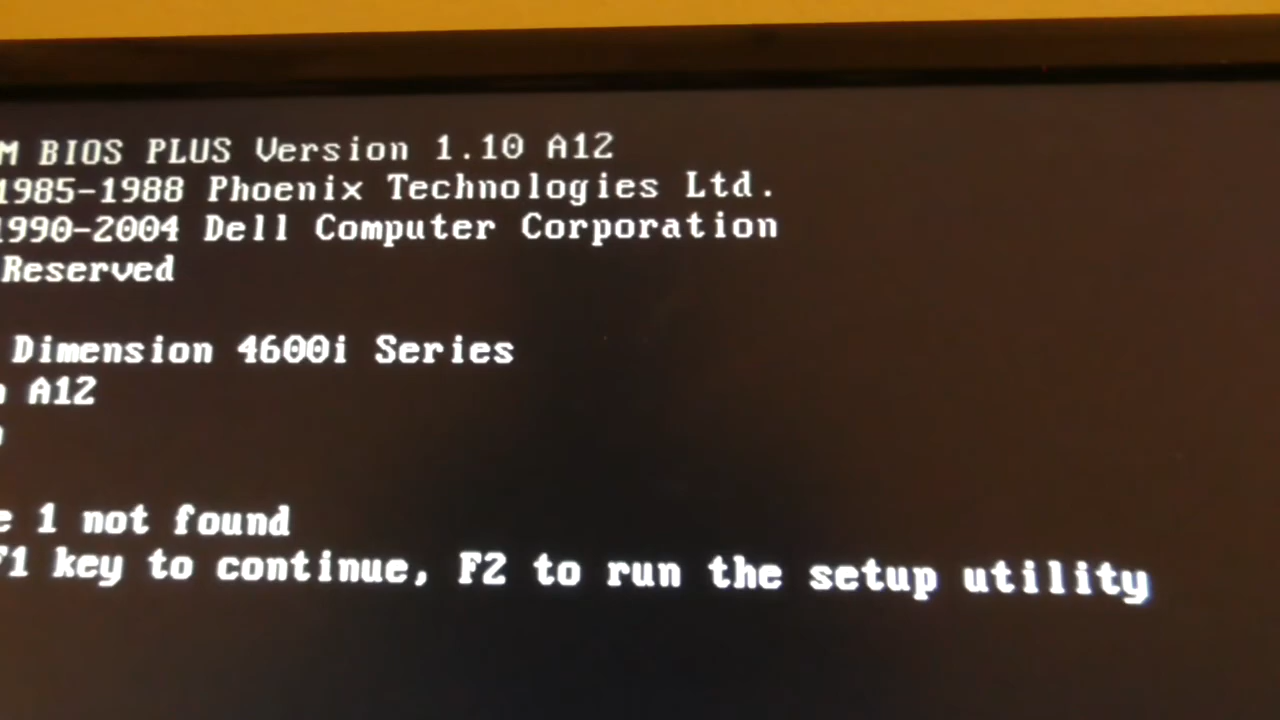 M BIOS PLUS Version 1.10 A12
1985-1988 Phoenix Technologies Ltd.
1990-2004 Dell Computer Corporation
Reserved
Dimension 4600i Series
A12
e 1 not found
F1 key to continue, F2 to run the setup utility